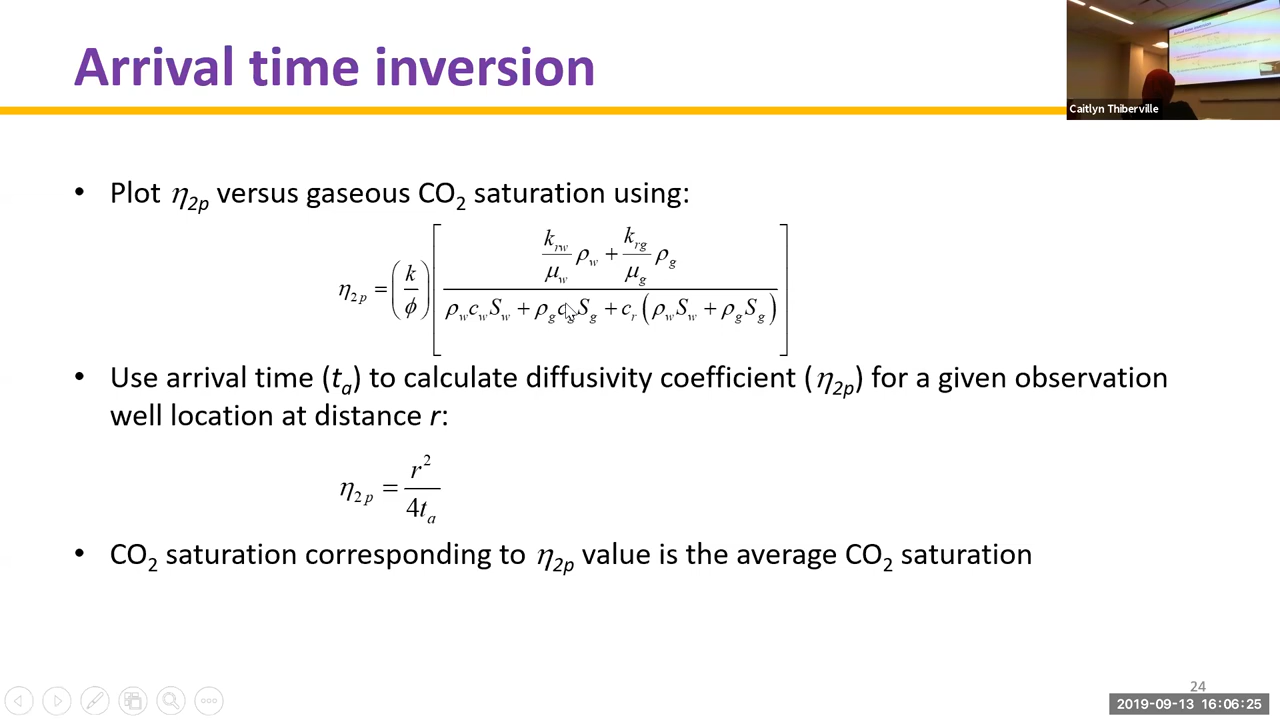 Arrival time inversion
Caitlyn Thiberville
• Plot η2p versus gaseous CO2 saturation using:
η2p = (k/ϕ) [ (krw/μw ρw + krg/μg ρg) / (ρw cw Sw + ρg cg Sg + cr (ρw Sw + ρg Sg)) ]
• Use arrival time (ta) to calculate diffusivity coefficient (η2p) for a given observation
well location at distance r:
η2p = r²/4ta
• CO2 saturation corresponding to η2p value is the average CO2 saturation
24
2019-09-13 16:06:25